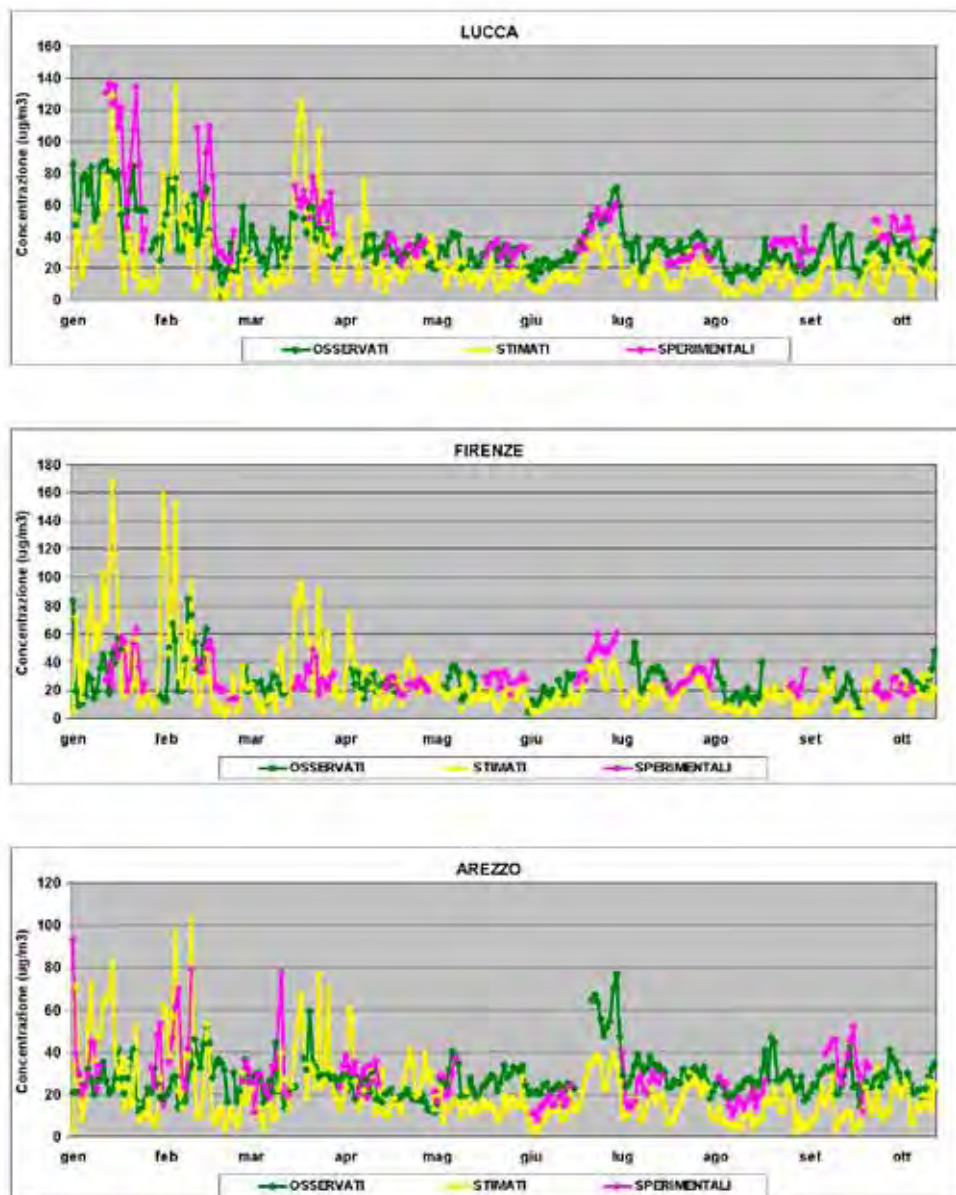 LUCCA
Concentrazione (ug/m3)
160
140
120
100
80
60
40
20
0
gen feb mar apr mag giu lug ago set ott
OSSERVATI STIMATI SPERIMENTALI
FIRENZE
Concentrazione (ug/m3)
180
160
140
120
100
80
60
40
20
0
gen feb mar apr mag giu lug ago set ott
OSSERVATI STIMATI SPERIMENTALI
AREZZO
Concentrazione (ug/m3)
120
100
80
60
40
20
0
gen feb mar apr mag giu lug ago set ott
OSSERVATI STIMATI SPERIMENTALI